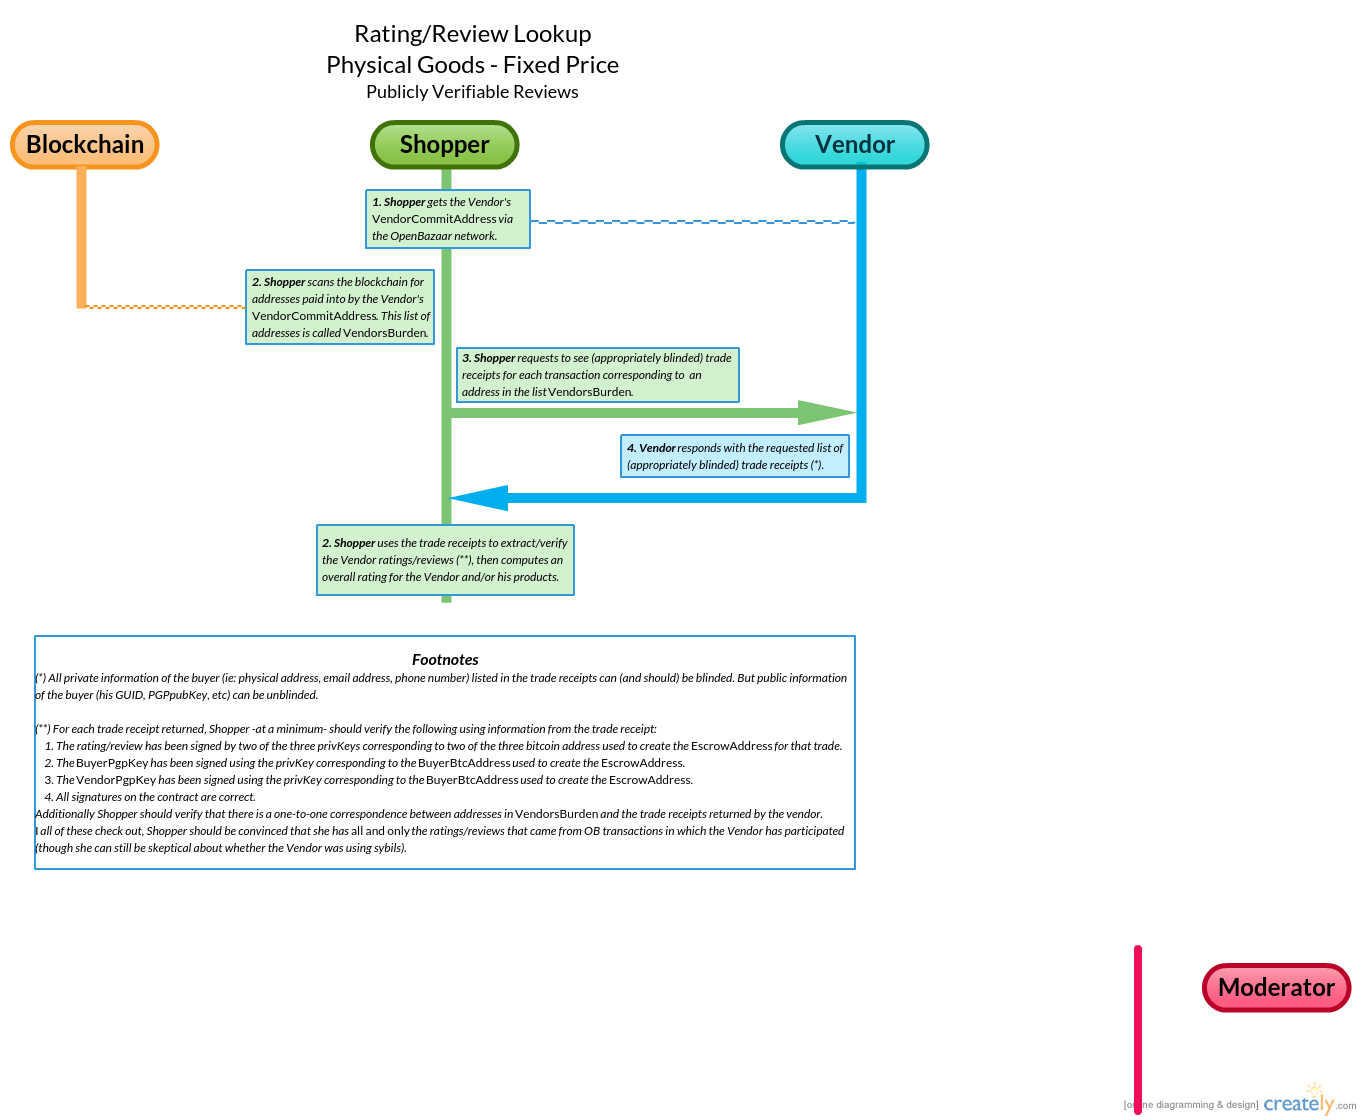 Rating/Review Lookup
Physical Goods - Fixed Price
Publicly Verifiable Reviews
Blockchain
Shopper
Vendor
1. Shopper gets the Vendor's
VendorCommitAddress via
the OpenBazaar network.
2. Shopper scans the blockchain for
addresses paid into by the Vendor's
VendorCommitAddress. This list of
addresses is called VendorsBurden.
3. Shopper requests to see (appropriately blinded) trade
receipts for each transaction corresponding to an
address in the list VendorsBurden.
4. Vendor responds with the requested list of
(appropriately blinded) trade receipts (*).
2. Shopper uses the trade receipts to extract/verify
the Vendor ratings/reviews (**), then computes an
overall rating for the Vendor and/or his products.
Footnotes
(*) All private information of the buyer (ie: physical address, email address, phone number) listed in the trade receipts can (and should) be blinded. But public information
of the buyer (his GUID, PGPpubKey, etc) can be unblinded.
(**) For each trade receipt returned, Shopper -at a minimum- should verify the following using information from the trade receipt:
1. The rating/review has been signed by two of the three privKeys corresponding to two of the three bitcoin address used to create the EscrowAddress for that trade.
2. The BuyerPgpKey has been signed using the privKey corresponding to the BuyerBtcAddress used to create the EscrowAddress.
3. The VendorPgpKey has been signed using the privKey corresponding to the BuyerBtcAddress used to create the EscrowAddress.
4. All signatures on the contract are correct.
Additionally Shopper should verify that there is a one-to-one correspondence between addresses in VendorsBurden and the trade receipts returned by the vendor.
I all of these check out, Shopper should be convinced that she has all and only the ratings/reviews that came from OB transactions in which the Vendor has participated
(though she can still be skeptical about whether the Vendor was using sybils).
Moderator
diagramming & design] creately.com